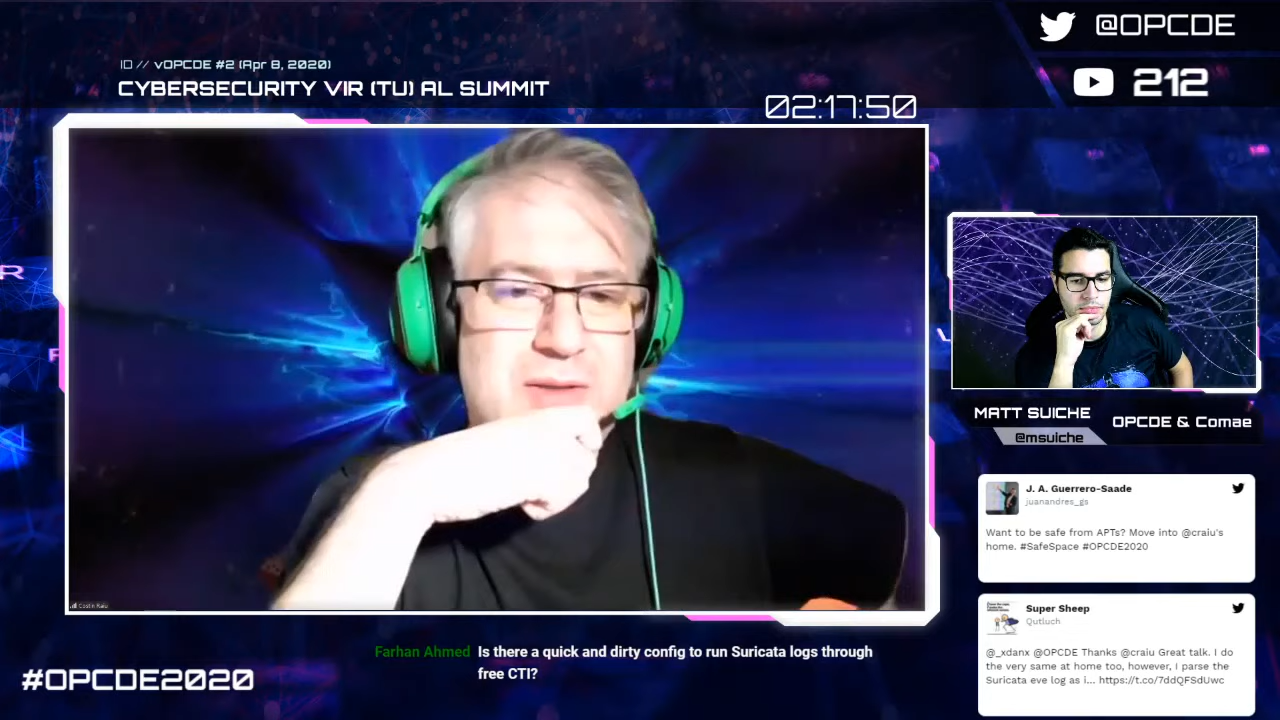 @OPCDE
ID // vOPCDE #2 (Apr 8, 2020)
CYBERSECURITY VIR (TU) AL SUMMIT
212
02:17:50
R
Costin Raiu
MATT SUICHE
OPCDE & Comae
@msuiche
J. A. Guerrero-Saade
juanandres_gs
Want to be safe from APTs? Move into @craiu's
home. #SafeSpace #OPCDE2020
Super Sheep
Qutluch
@_xdanx @OPCDE Thanks @craiu Great talk. I do
the very same at home too, however, I parse the
Suricata eve log as i... https://t.co/7ddQFSdUwc
Farhan Ahmed Is there a quick and dirty config to run Suricata logs through
free CTI?
#OPCDE2020